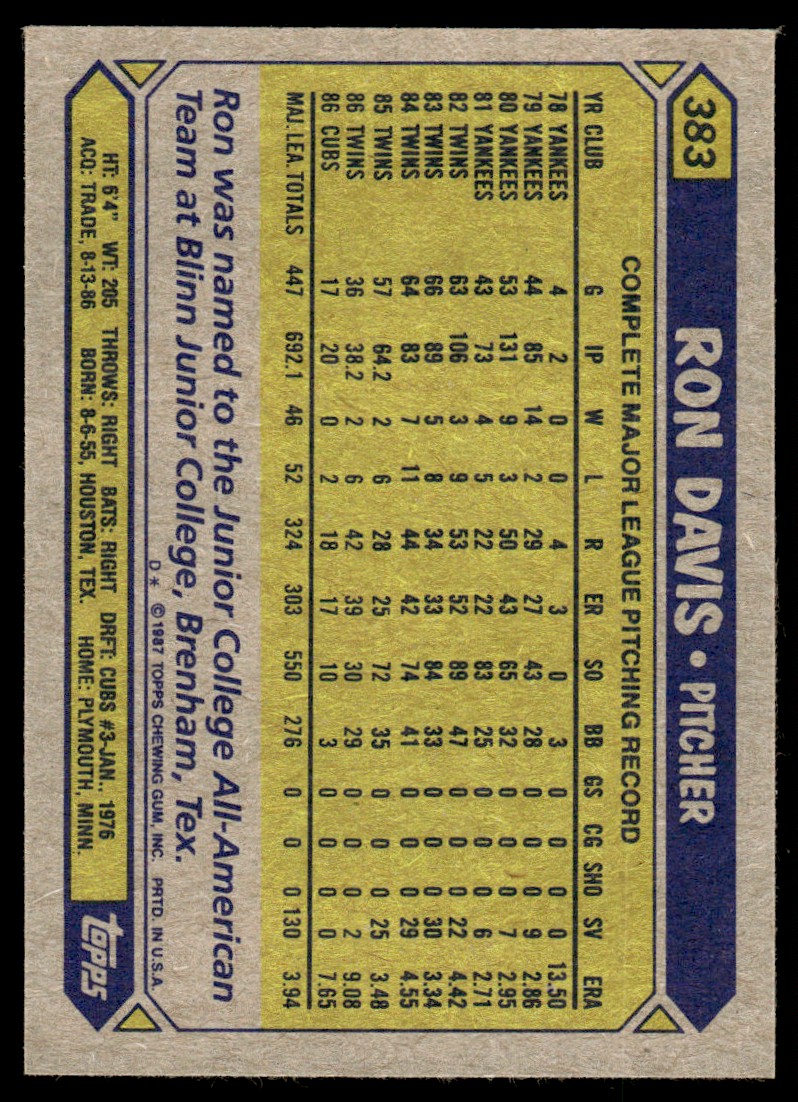 383
RON DAVIS • PITCHER
COMPLETE MAJOR LEAGUE PITCHING RECORD
YR CLUB G IP W L R ER SO BB GS CG SHO SV ERA
78 YANKEES 4 2 0 0 4 3 0 3 0 0 0 0 13.50
79 YANKEES 44 85 14 2 29 27 43 28 0 0 0 9 2.86
80 YANKEES 53 131 9 3 50 43 65 32 0 0 0 7 2.95
81 YANKEES 43 73 4 5 22 22 83 25 0 0 0 6 2.71
82 TWINS 63 106 3 9 53 52 89 47 0 0 0 22 4.42
83 TWINS 66 89 5 8 34 33 84 33 0 0 0 30 3.34
84 TWINS 64 83 7 11 44 42 74 41 0 0 0 29 4.55
85 TWINS 57 64.2 2 6 28 25 72 35 0 0 0 25 3.48
86 TWINS 36 38.2 2 6 42 39 30 29 0 0 0 2 9.08
86 CUBS 17 20 0 2 18 17 10 3 0 0 0 0 7.65
MAJ. LEA. TOTALS 447 692.1 46 52 324 303 550 276 0 0 0 130 3.94
Ron was named to the Junior College All-American
Team at Blinn Junior College, Brenham, Tex.
D* ©1987 TOPPS CHEWING GUM, INC. PRTD. IN U.S.A.
HT: 6'4" WT: 205 THROWS: RIGHT BATS: RIGHT DRFT: CUBS #3-JAN., 1976
ACQ: TRADE, 8-13-86 BORN: 8-6-55, HOUSTON, TEX. HOME: PLYMOUTH, MINN.
topps